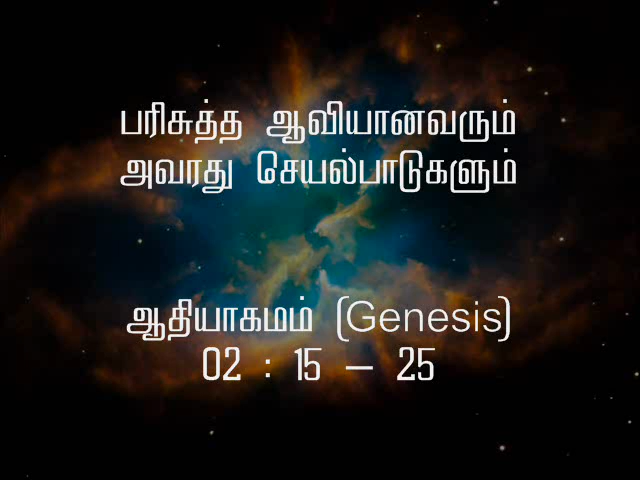 பரிசுத்த ஆவியானவரும்
அவரது செயல்பாடுகளும்
ஆதியாகமம் (Genesis)
02 : 15 – 25